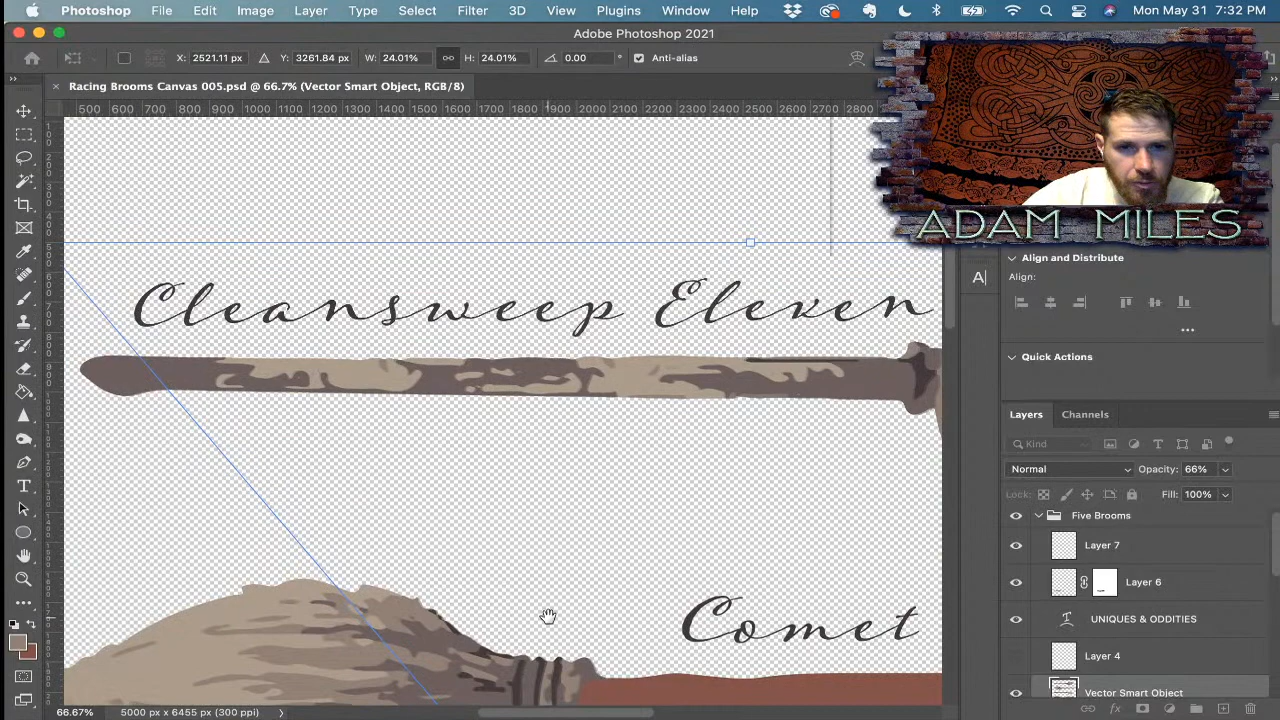 Photoshop File Edit Image Layer Type Select Filter 3D View Plugins Window Help Mon May 31 7:32 PM
Adobe Photoshop 2021
X: 2521.11 px Y: 3261.84 px W: 24.01% H: 24.01% 0.00 ° Anti-alias
Racing Brooms Canvas 005.psd @ 66.7% (Vector Smart Object, RGB/8)
500 600 700 800 900 1000 1100 1200 1300 1400 1500 1600 1700 1800 1900 2000 2100 2200 2300 2400 2500 2600 2700 2800
ADAM MILES
Align and Distribute
Align:
Cleansweep Eleven
Quick Actions
Layers Channels
Kind
Normal Opacity: 66%
Lock: Fill: 100%
Five Brooms
Layer 7
Layer 6
UNIQUES & ODDITIES
Comet
Layer 4
Vector Smart Object
66.67% 5000 px x 6455 px (300 ppi)